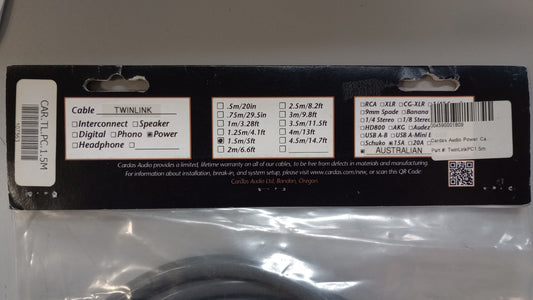 CAR.TL.PC.1.5M
Cable TWINLINK
☐Interconnect ☐Speaker
☐Digital ☐Phono ☒Power
☐Headphone
☐.5m/20in
☐.75m/29.5in
☐1m/3.28ft
☐1.25m/4.1ft
☒1.5m/5ft
☐2m/6.6ft
☐2.5m/8.2ft
☐3m/9.8ft
☐3.5m/11.5ft
☐4m/13ft
☐4.5m/14.7ft
☐RCA ☐XLR ☐CG-XLR
☐9mm Spade ☐Banana
☐1/4 Stereo ☐1/8 Stereo
☐HD800 ☐AKG ☐Audez
☐USB A-B ☐USB A-Mini
☐Schuko ☒15A ☐20A
☒ AUSTRALIAN
Cardas Audio Power Ca
Part #: TwinLinkPC1.5m
Cardas Audio provides a limited, lifetime warranty on all of our cables, to be free from defects in materials and manufacturing.
For information about installation, break-in, and system setup, please visit www.cardas.com/new, or scan this QR Code
Cardas Audio Ltd, Bandon, Oregon.